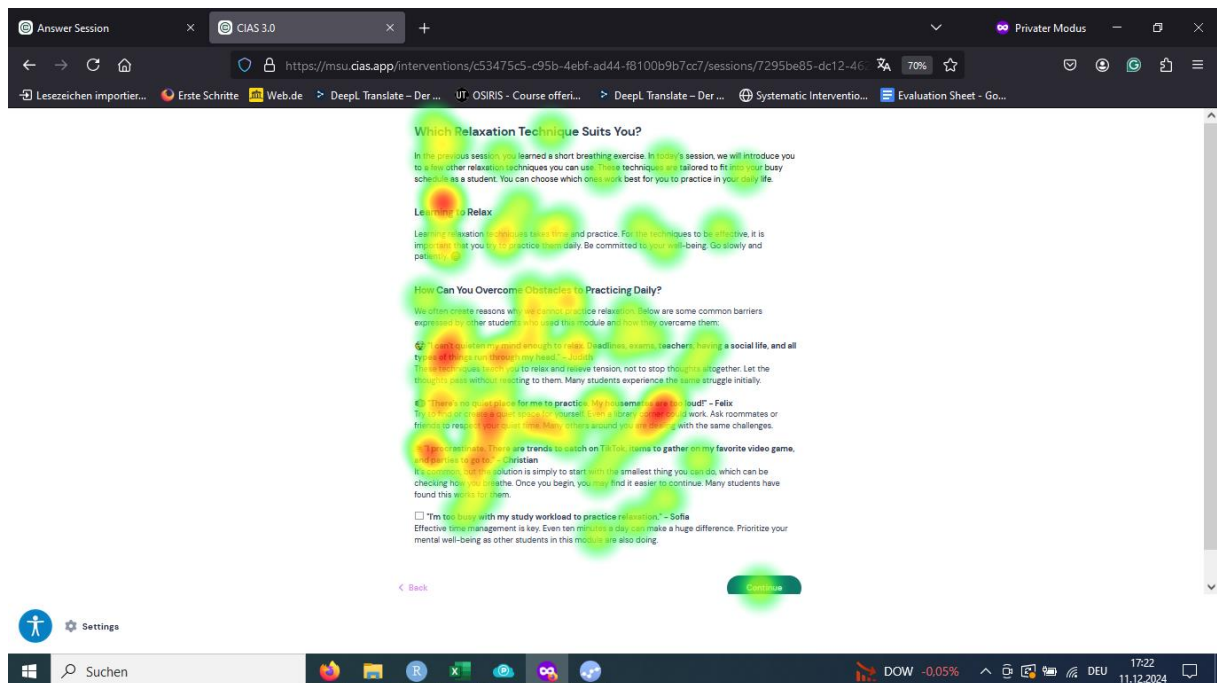 Answer Session
CIAS 3.0
Privater Modus
https://msu.cias.app/interventions/c53475c5-c95b-4ebf-ad44-f8100b9b7cc7/sessions/7295be85-dc12-462
70%
Lesezeichen importier...
Erste Schritte
Web.de
DeepL Translate – Der ...
OSIRIS - Course offeri...
DeepL Translate – Der ...
Systematic Interventio...
Evaluation Sheet - Go...
Which Relaxation Technique Suits You?
In the previous session, you learned a short breathing exercise. In today's session, we will introduce you
to a few other relaxation techniques you can use. These techniques are tailored to fit into your busy
schedule as a student. You can choose which ones work best for you to practice in your daily life.
Learning to Relax
Learning relaxation techniques takes time and practice. For the techniques to be effective, it is
important that you try to practice them daily. Be committed to your well-being. Go slowly and
patiently.
How Can You Overcome Obstacles to Practicing Daily?
We often create reasons why we cannot practice relaxation. Below are some common barriers
expressed by other students who used this module and how they overcame them:
"I can't quieten my mind enough to relax. Deadlines, exams, teachers, having a social life, and all
types of things run through my head." – Judith
These techniques teach you to relax and relieve tension, not to stop thoughts altogether. Let the
thoughts pass without reacting to them. Many students experience the same struggle initially.
"There's no quiet place for me to practice. My housemates are too loud!" – Felix
Try to find or create a quiet space for yourself. Even a library corner could work. Ask roommates or
friends to respect your quiet time. Many others around you are dealing with the same challenges.
"I procrastinate. There are trends to catch on TikTok, items to gather on my favorite video game,
and parties to go to." – Christian
It's common, but the solution is simply to start with the smallest thing you can do, which can be
checking how you breathe. Once you begin, you may find it easier to continue. Many students have
found this works for them.
"I'm too busy with my study workload to practice relaxation." – Sofia
Effective time management is key. Even ten minutes a day can make a huge difference. Prioritize your
mental well-being as other students in this module are also doing.
< Back
Continue
Settings
Suchen
DOW -0,05%
DEU
17:22
11.12.2024